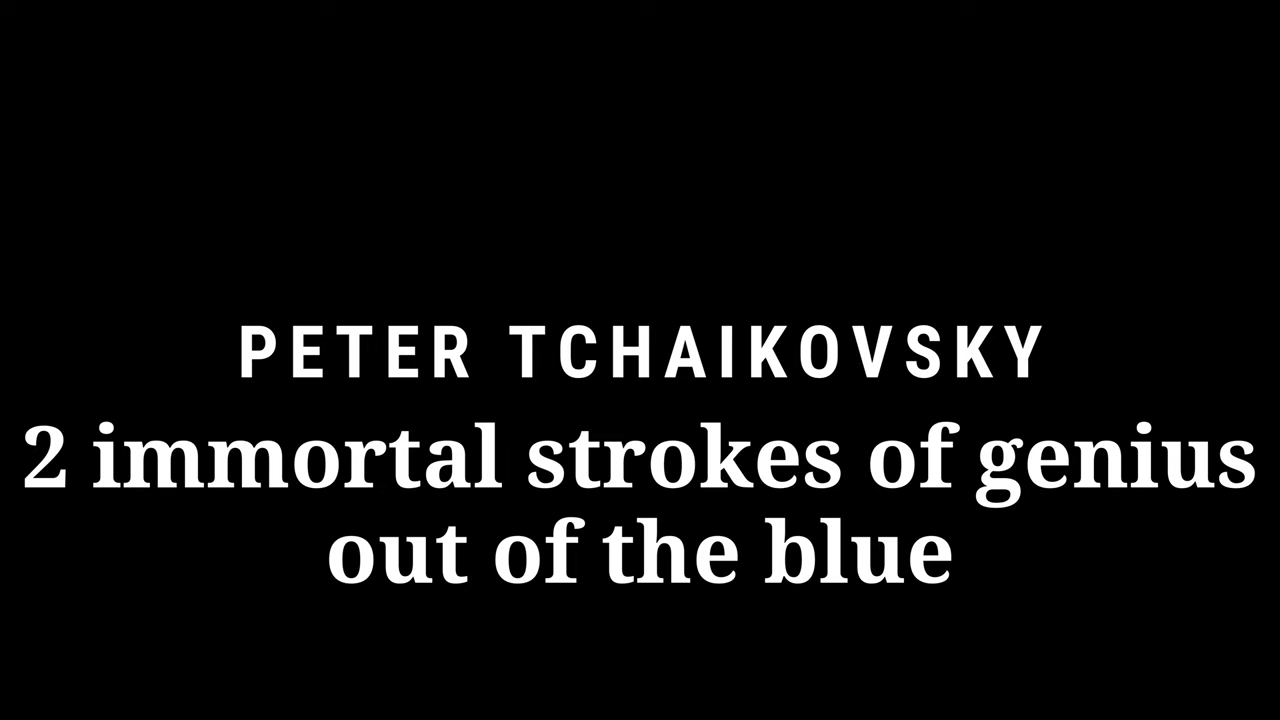 PETER TCHAIKOVSKY
2 immortal strokes of genius
out of the blue